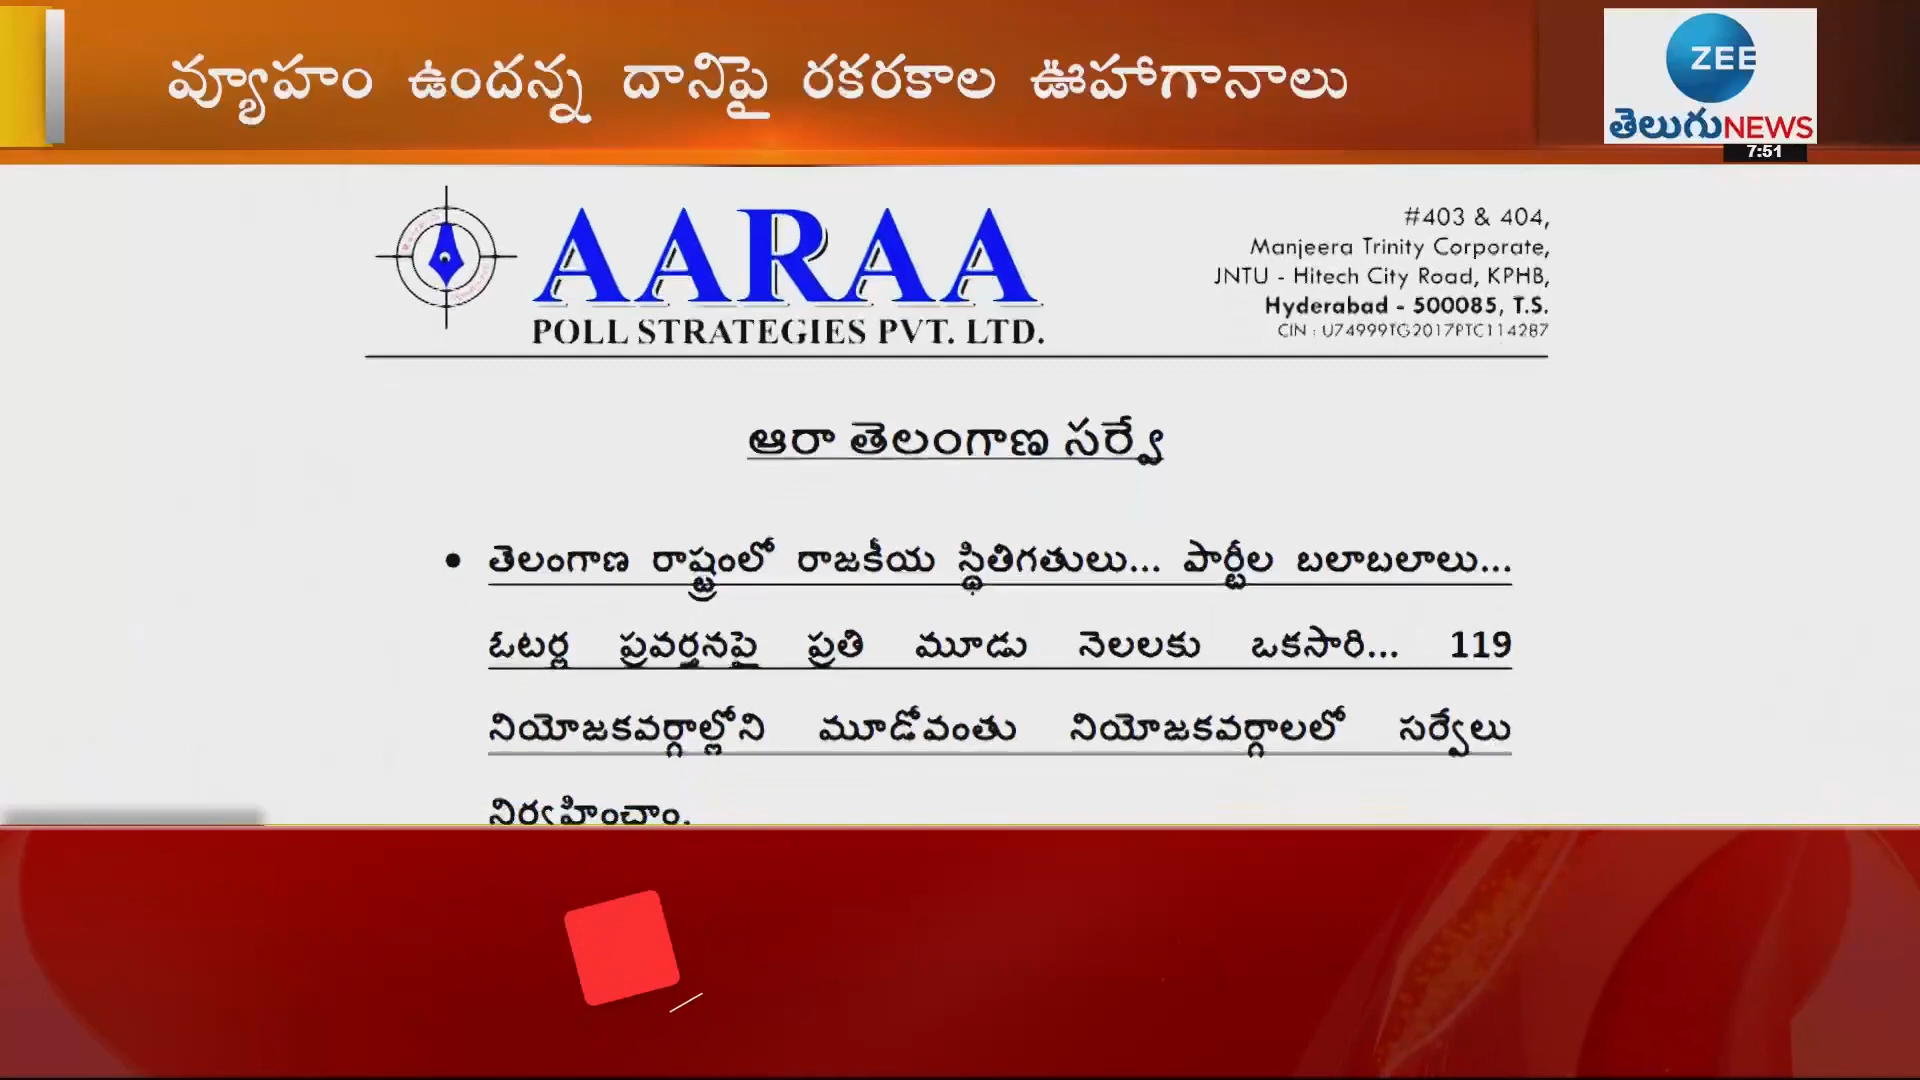 వ్యూహం ఉందన్న దానిపై రకరకాల ఊహాగానాలు
ZEE
తెలుగు NEWS
7:51
AARAA
POLL STRATEGIES PVT. LTD.
#403 & 404,
Manjeera Trinity Corporate,
JNTU - Hitech City Road, KPHB,
Hyderabad - 500085, T.S.
CIN : U74999TG2017PTC114287
ఆరా తెలంగాణ సర్వే
• తెలంగాణ రాష్ట్రంలో రాజకీయ స్థితిగతులు... పార్టీల బలాబలాలు...
ఓటర్ల ప్రవర్తనపై ప్రతి మూడు నెలలకు ఒకసారి... 119
నియోజకవర్గాల్లోని మూడోవంతు నియోజకవర్గాలలో సర్వేలు
నిర్వహించాం.